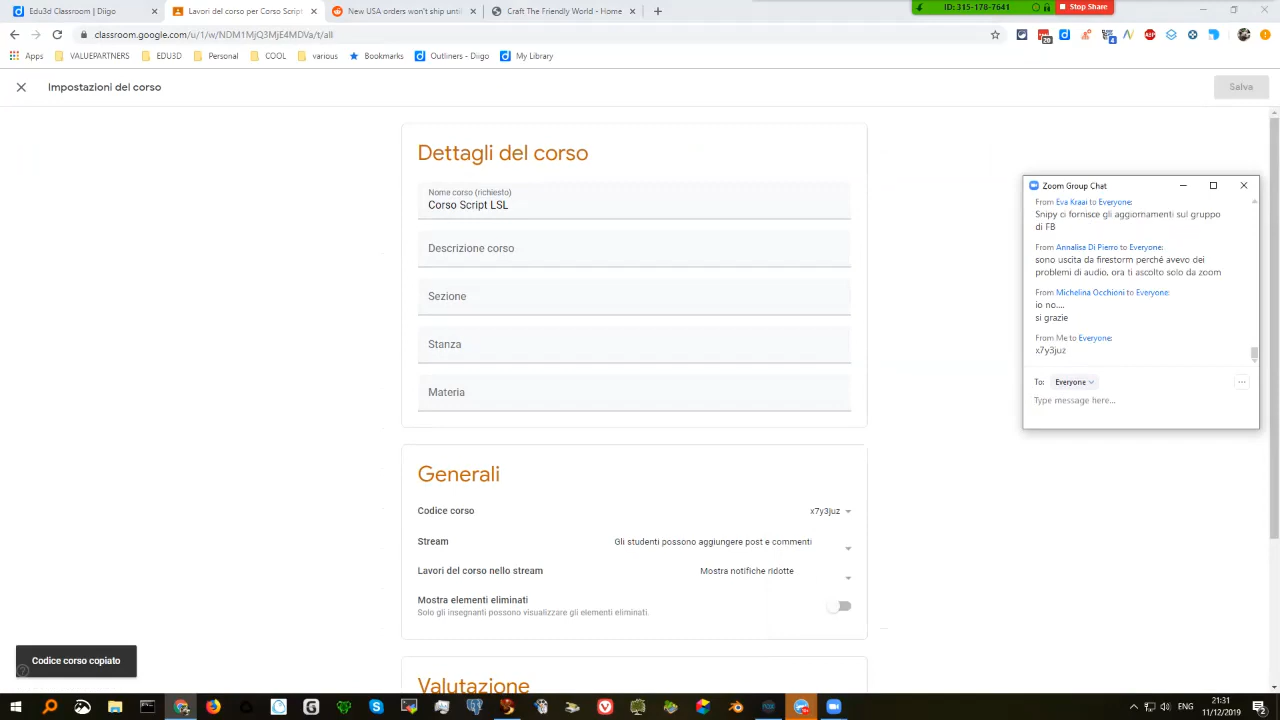 Edu3d Classroom | Diigo
Lavori del corso per Corso Script
New USA orders won't ship unti
Craft The Friendly World - Home
ID: 315-178-7641
Stop Share
classroom.google.com/u/1/w/NDM1MjQ3MjE4MDVa/t/all
20
4
ABP
Apps
VALUEPARTNERS
EDU3D
Personal
COOL
various
Bookmarks
Outliners - Diigo
My Library
Impostazioni del corso
Salva
Dettagli del corso
Nome corso (richiesto)
Corso Script LSL
Descrizione corso
Sezione
Stanza
Materia
Generali
Codice corso
x7y3juz
Stream
Gli studenti possono aggiungere post e commenti
Lavori del corso nello stream
Mostra notifiche ridotte
Mostra elementi eliminati
Solo gli insegnanti possono visualizzare gli elementi eliminati.
Valutazione
Zoom Group Chat
From Eva Kraai to Everyone:
Snipy ci fornisce gli aggiornamenti sul gruppo
di FB
From Annalisa Di Pierro to Everyone:
sono uscita da firestorm perché avevo dei
problemi di audio, ora ti ascolto solo da zoom
From Michelina Occhioni to Everyone:
io no....
si grazie
From Me to Everyone:
x7y3juz
To: Everyone
Type message here...
Codice corso copiato
ENG
21:31
11/12/2019
2